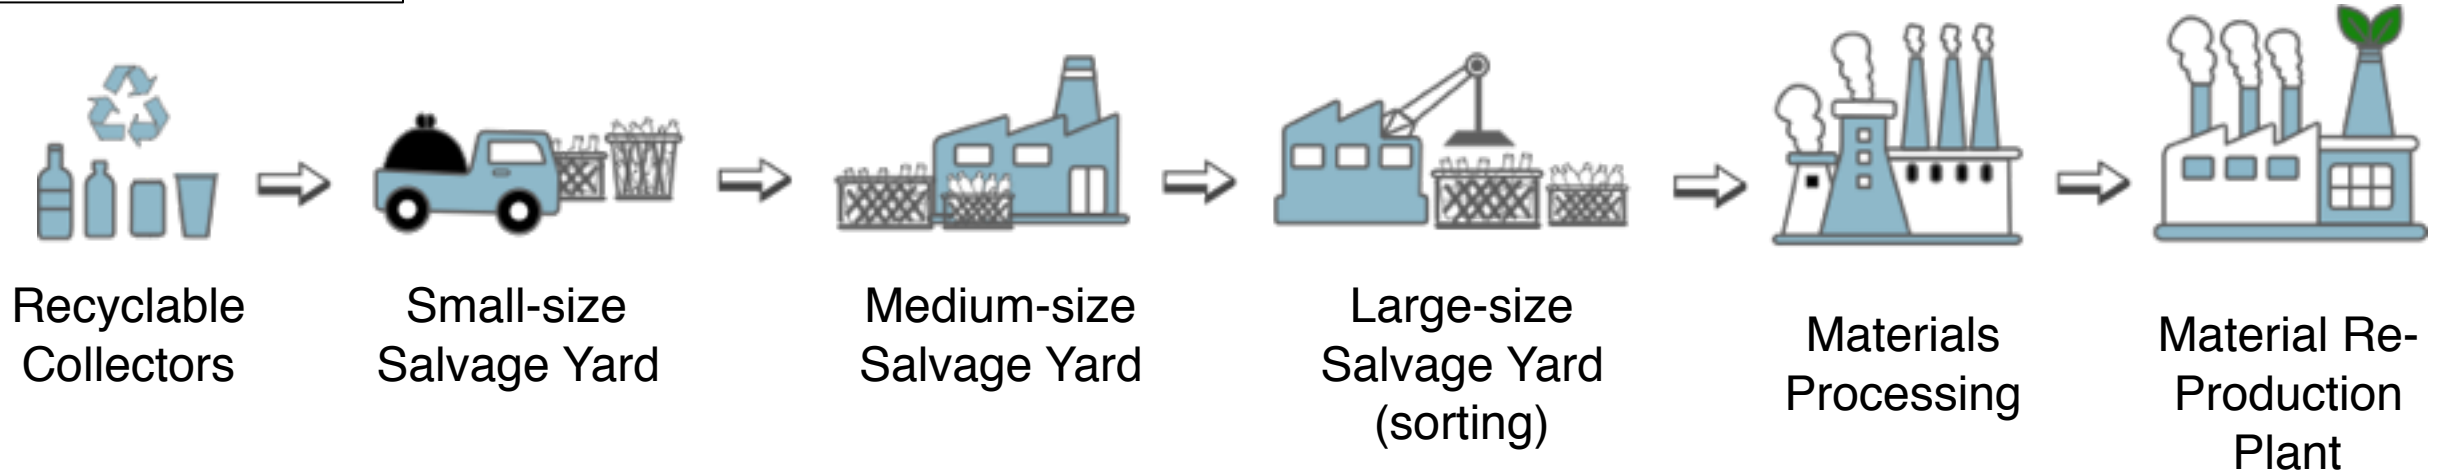 Recyclable
Collectors
Small-size
Salvage Yard
Medium-size
Salvage Yard
Large-size
Salvage Yard
(sorting)
Materials
Processing
Material Re-
Production
Plant